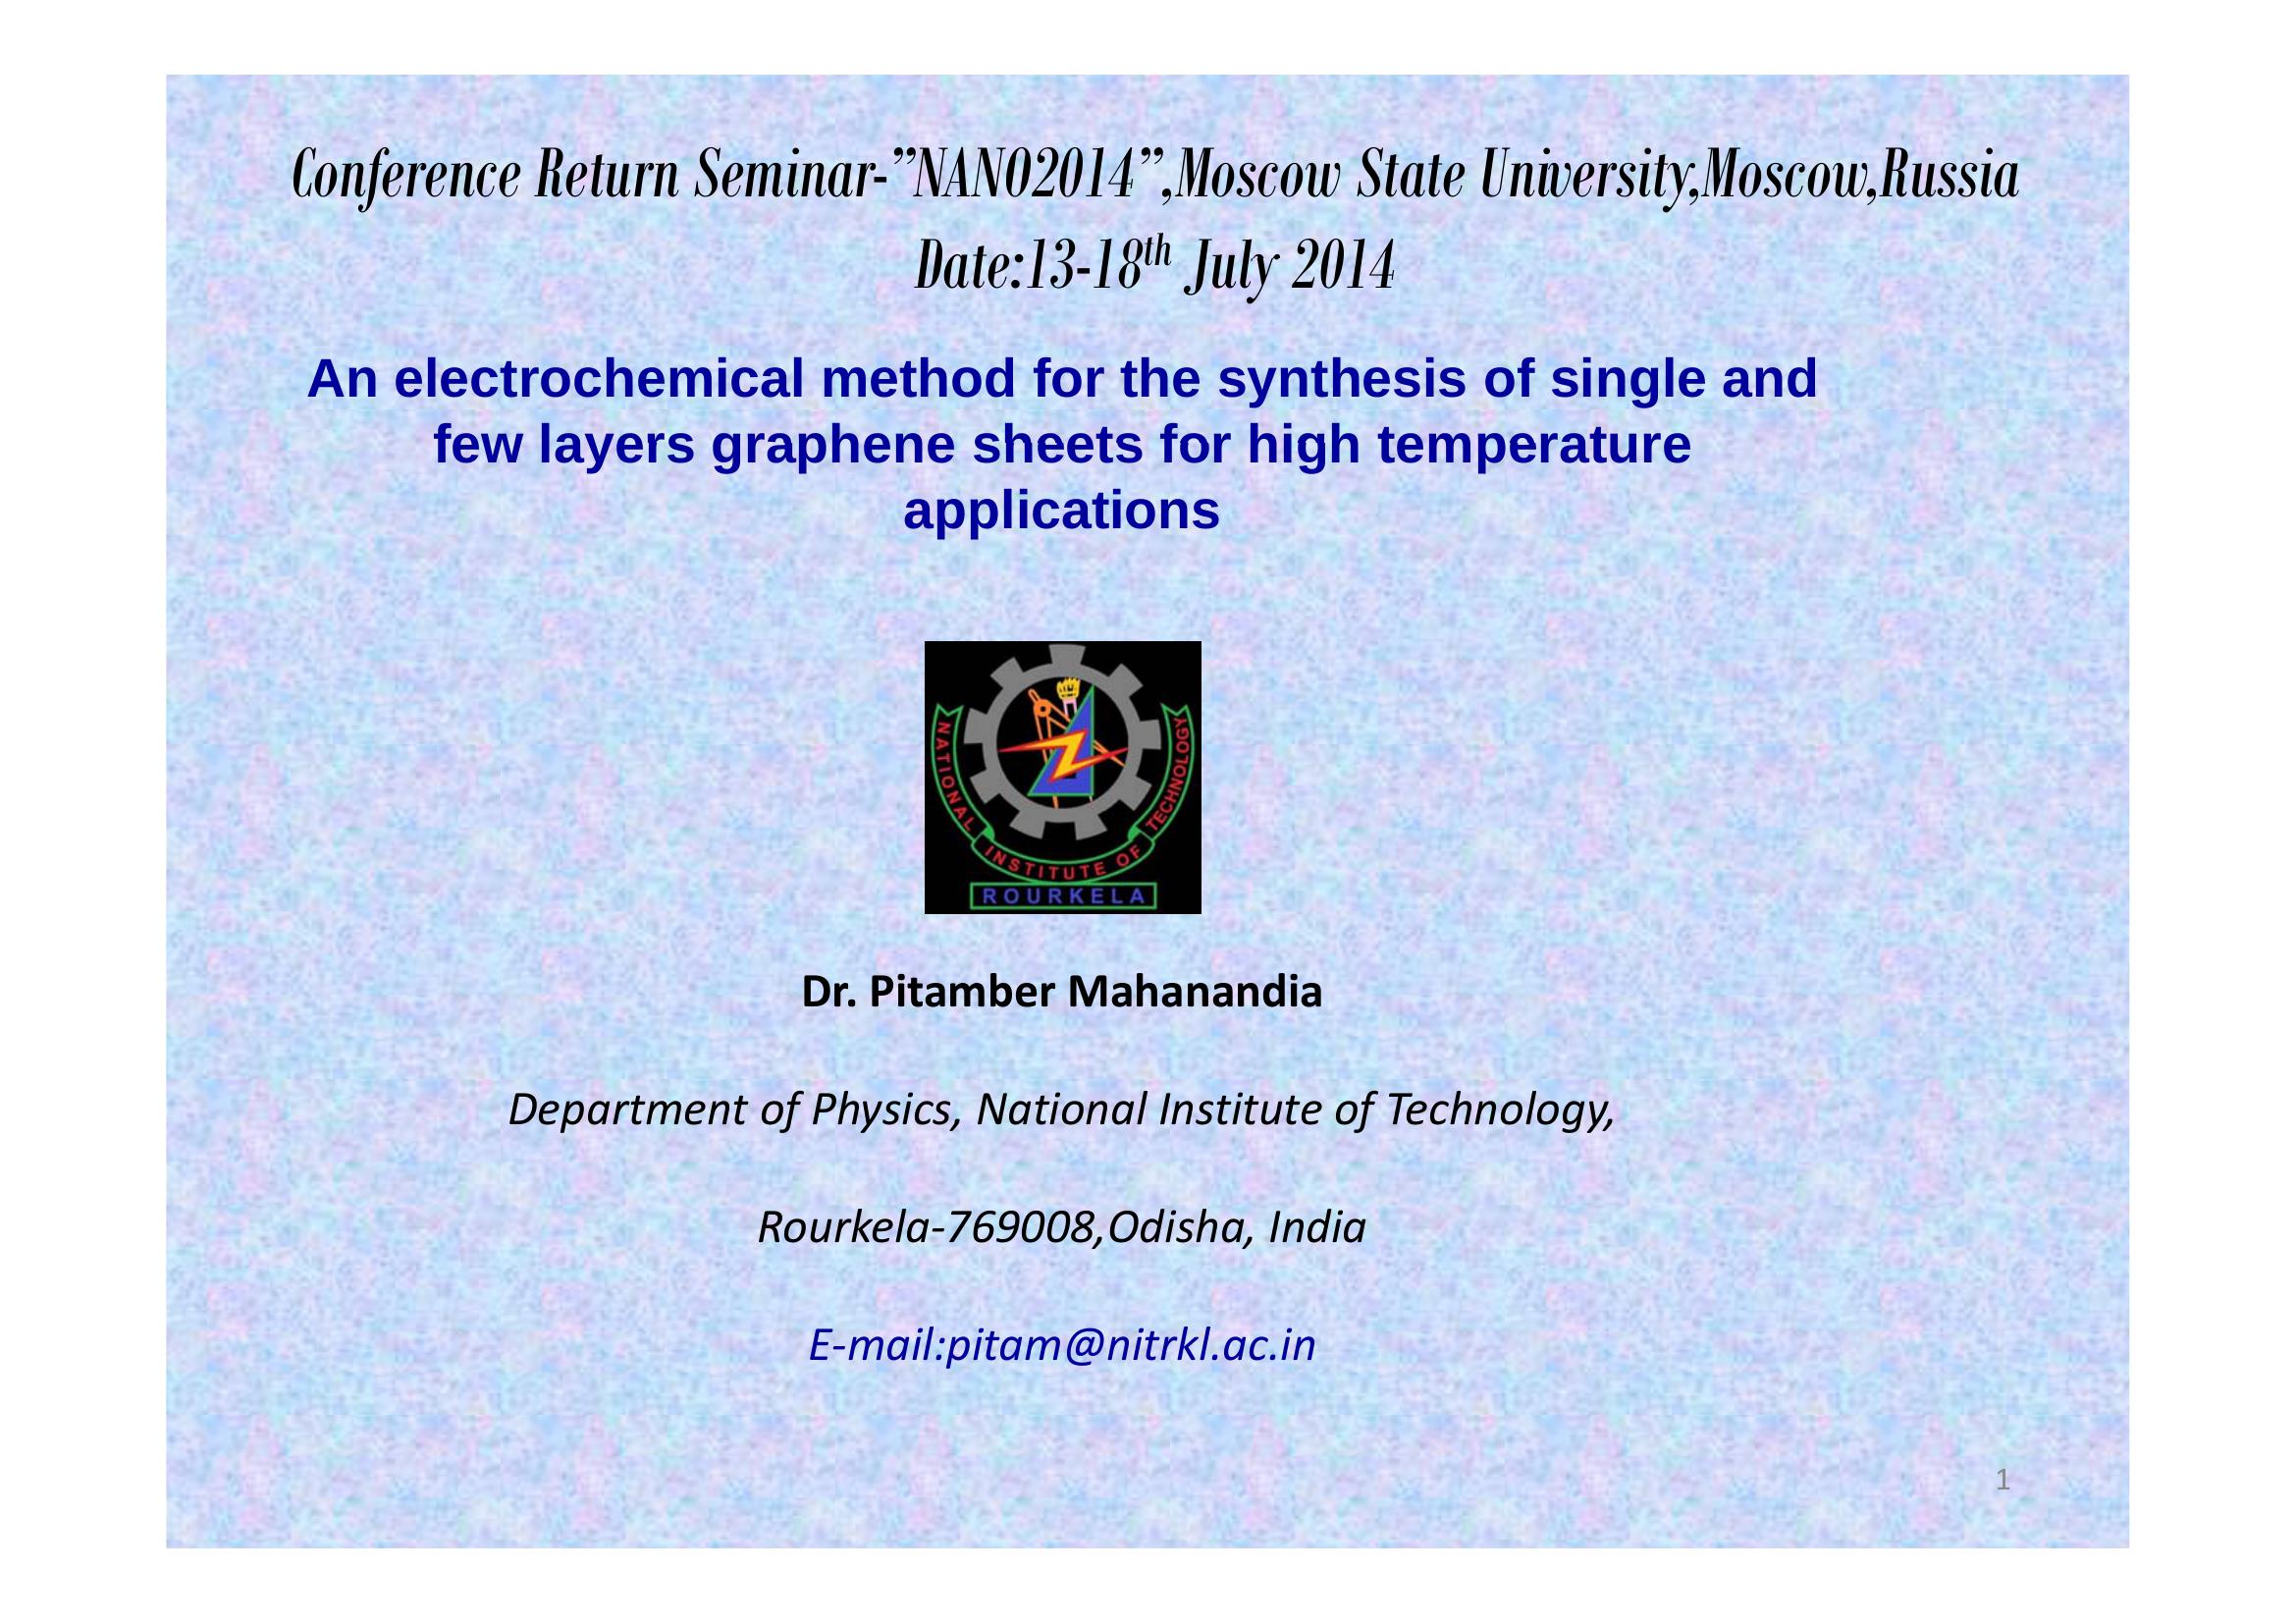 Conference Return Seminar-”NANO2014”,Moscow State University,Moscow,Russia
Date:13-18th July 2014
An electrochemical method for the synthesis of single and
few layers graphene sheets for high temperature
applications
NATIONAL INSTITUTE OF TECHNOLOGY
ROURKELA
Dr. Pitamber Mahanandia
Department of Physics, National Institute of Technology,
Rourkela-769008,Odisha, India
E-mail:pitam@nitrkl.ac.in
1